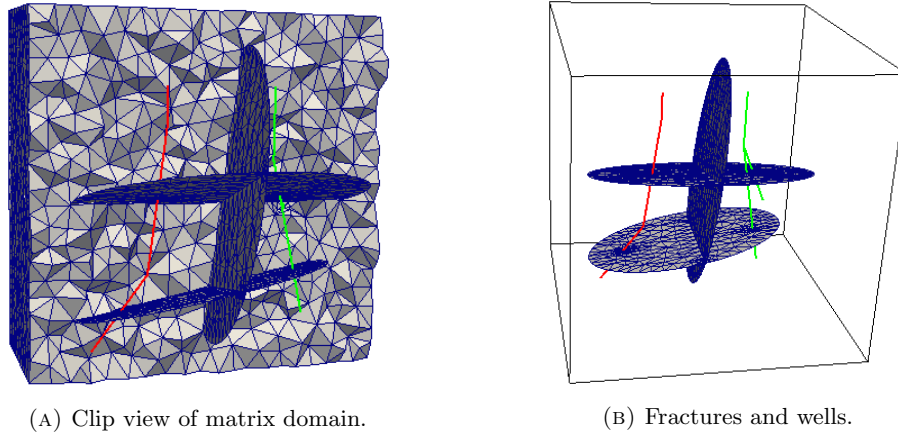 (A) Clip view of matrix domain.
(B) Fractures and wells.